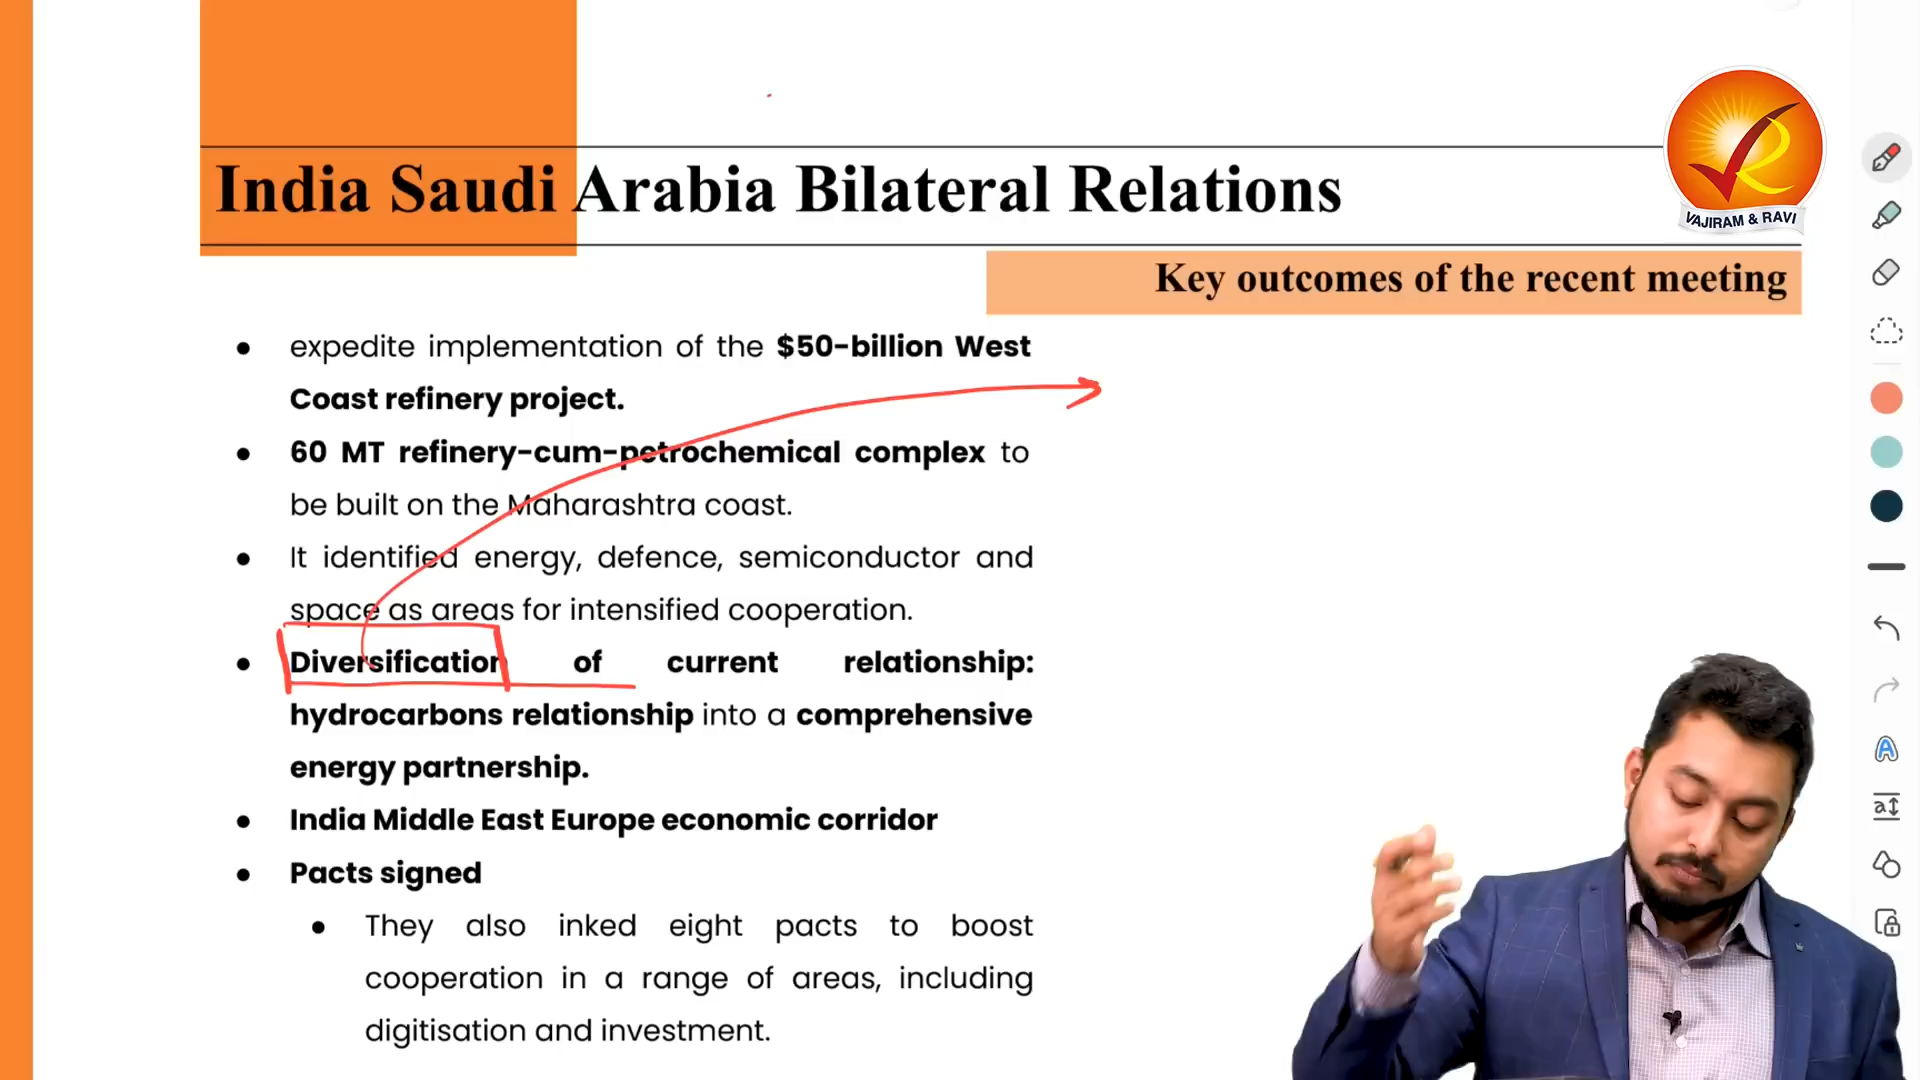 India Saudi Arabia Bilateral Relations
VAJIRAM & RAVI
Key outcomes of the recent meeting
● expedite implementation of the $50-billion West
Coast refinery project.
● 60 MT refinery-cum-petrochemical complex to
be built on the Maharashtra coast.
● It identified energy, defence, semiconductor and
space as areas for intensified cooperation.
● Diversification of current relationship:
hydrocarbons relationship into a comprehensive
energy partnership.
● India Middle East Europe economic corridor
● Pacts signed
● They also inked eight pacts to boost
cooperation in a range of areas, including
digitisation and investment.